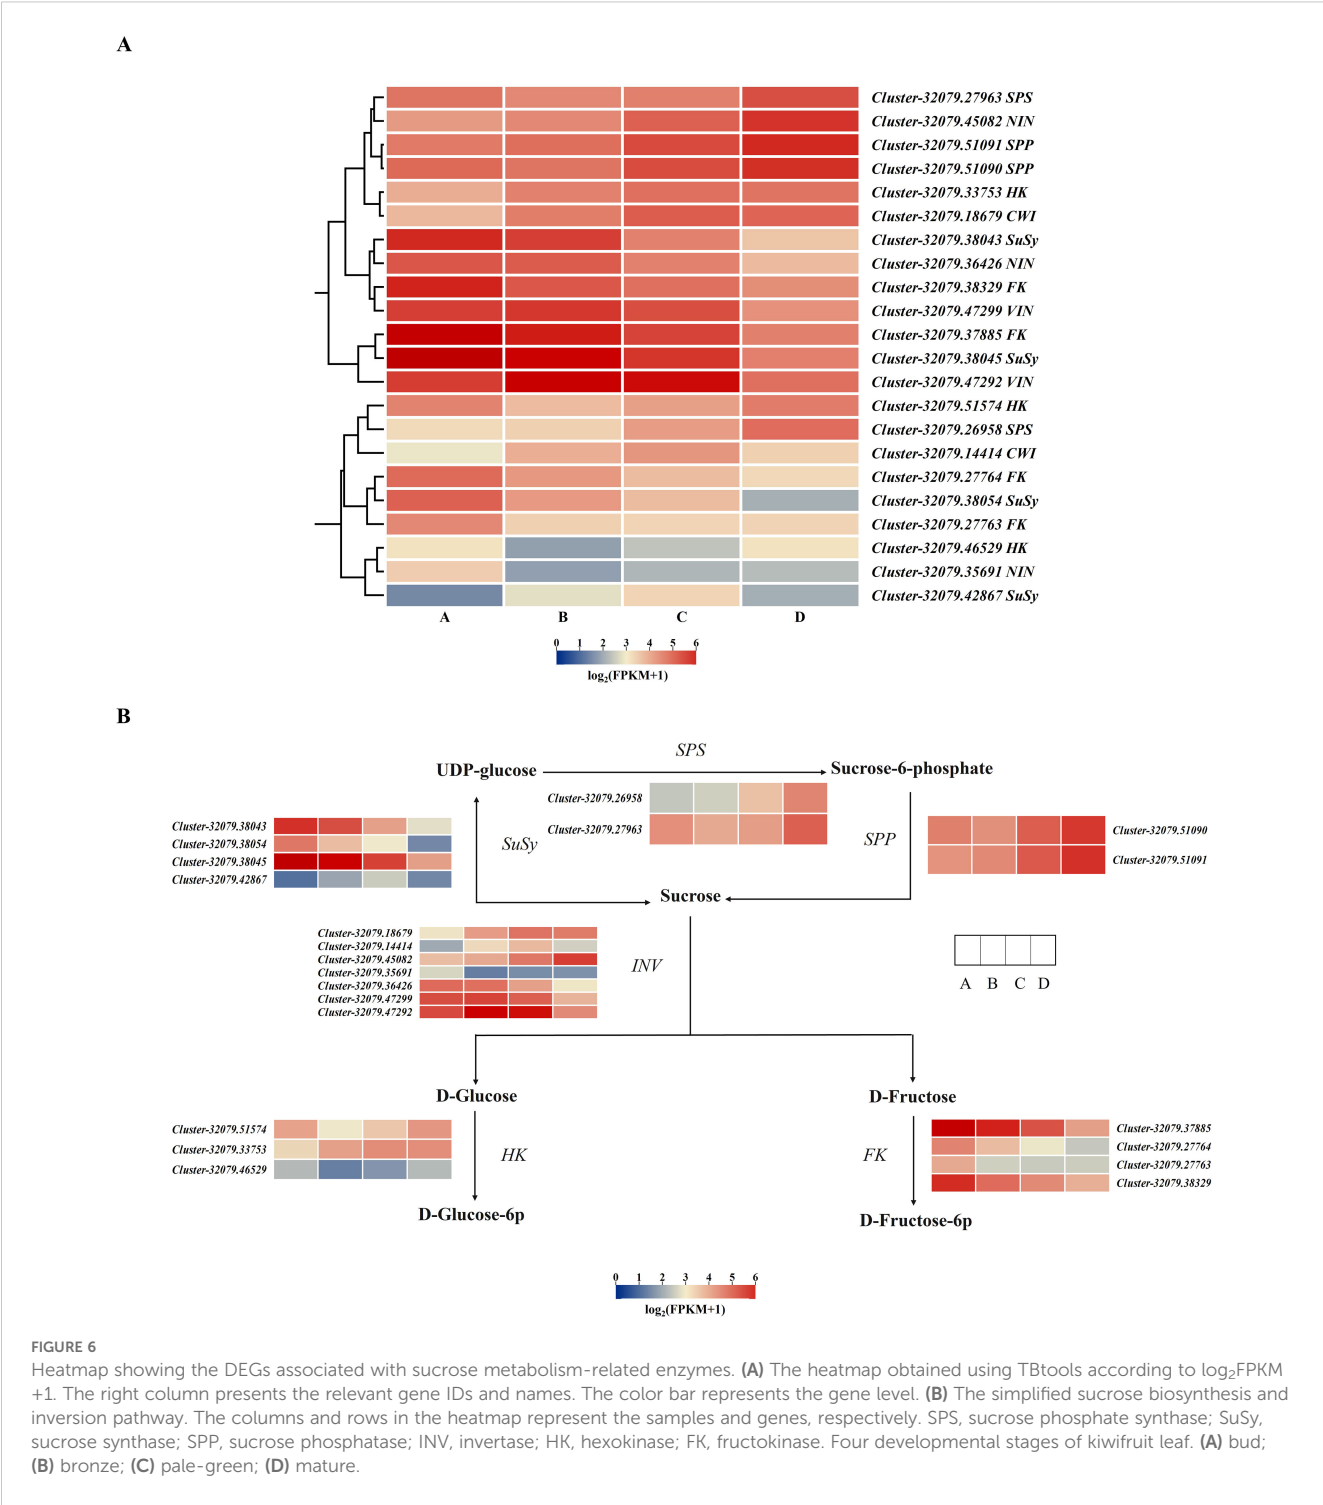 A
Cluster-32079.27963 SPS
Cluster-32079.45082 NIN
Cluster-32079.51091 SPP
Cluster-32079.51090 SPP
Cluster-32079.33753 HK
Cluster-32079.18679 CWI
Cluster-32079.38043 SuSy
Cluster-32079.36426 NIN
Cluster-32079.38329 FK
Cluster-32079.47299 VIN
Cluster-32079.37885 FK
Cluster-32079.38045 SuSy
Cluster-32079.47292 VIN
Cluster-32079.51574 HK
Cluster-32079.26958 SPS
Cluster-32079.14414 CWI
Cluster-32079.27764 FK
Cluster-32079.38054 SuSy
Cluster-32079.27763 FK
Cluster-32079.46529 HK
Cluster-32079.35691 NIN
Cluster-32079.42867 SuSy
A B C D
0 1 2 3 4 5 6
log2(FPKM+1)
B
SPS
UDP-glucose
Sucrose-6-phosphate
Cluster-32079.26958
Cluster-32079.27963
SuSy
SPP
Cluster-32079.38043
Cluster-32079.38054
Cluster-32079.38045
Cluster-32079.42867
Cluster-32079.51090
Cluster-32079.51091
Sucrose
Cluster-32079.18679
Cluster-32079.14414
Cluster-32079.45082
Cluster-32079.35691
Cluster-32079.36426
Cluster-32079.47299
Cluster-32079.47292
INV
A B C D
D-Glucose
D-Fructose
Cluster-32079.51574
Cluster-32079.33753
Cluster-32079.46529
HK
FK
Cluster-32079.37885
Cluster-32079.27764
Cluster-32079.27763
Cluster-32079.38329
D-Glucose-6p
D-Fructose-6p
0 1 2 3 4 5 6
log2(FPKM+1)
FIGURE 6
Heatmap showing the DEGs associated with sucrose metabolism-related enzymes. (A) The heatmap obtained using TBtools according to log2FPKM
+1. The right column presents the relevant gene IDs and names. The color bar represents the gene level. (B) The simplified sucrose biosynthesis and
inversion pathway. The columns and rows in the heatmap represent the samples and genes, respectively. SPS, sucrose phosphate synthase; SuSy,
sucrose synthase; SPP, sucrose phosphatase; INV, invertase; HK, hexokinase; FK, fructokinase. Four developmental stages of kiwifruit leaf. (A) bud;
(B) bronze; (C) pale-green; (D) mature.